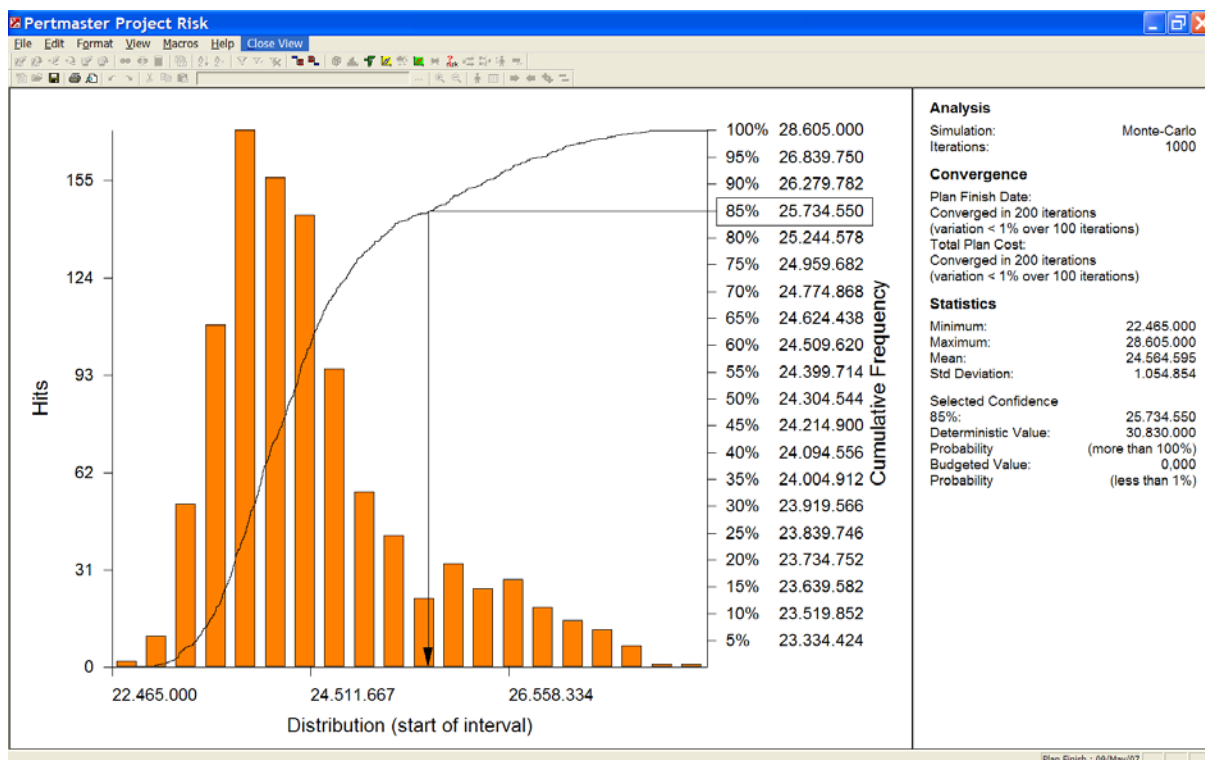 Pertmaster Project Risk
File Edit Format View Macros Help Close View
155
124
93
62
31
0
Hits
22.465.000 24.511.667 26.558.334
Distribution (start of interval)
100% 28.605.000
95% 26.839.750
90% 26.279.782
85% 25.734.550
80% 25.244.578
75% 24.959.682
70% 24.774.868
65% 24.624.438
60% 24.509.620
55% 24.399.714
50% 24.304.544
45% 24.214.900
40% 24.094.556
35% 24.004.912
30% 23.919.566
25% 23.839.746
20% 23.734.752
15% 23.639.582
10% 23.519.852
5% 23.334.424
Cumulative Frequency
Analysis
Simulation: Monte-Carlo
Iterations: 1000
Convergence
Plan Finish Date:
Converged in 200 iterations
(variation < 1% over 100 iterations)
Total Plan Cost:
Converged in 200 iterations
(variation < 1% over 100 iterations)
Statistics
Minimum: 22.465.000
Maximum: 28.605.000
Mean: 24.564.595
Std Deviation: 1.054.854
Selected Confidence
85%: 25.734.550
Deterministic Value: 30.830.000
Probability (more than 100%)
Budgeted Value: 0,000
Probability (less than 1%)
Plan Finish : 09/May/07